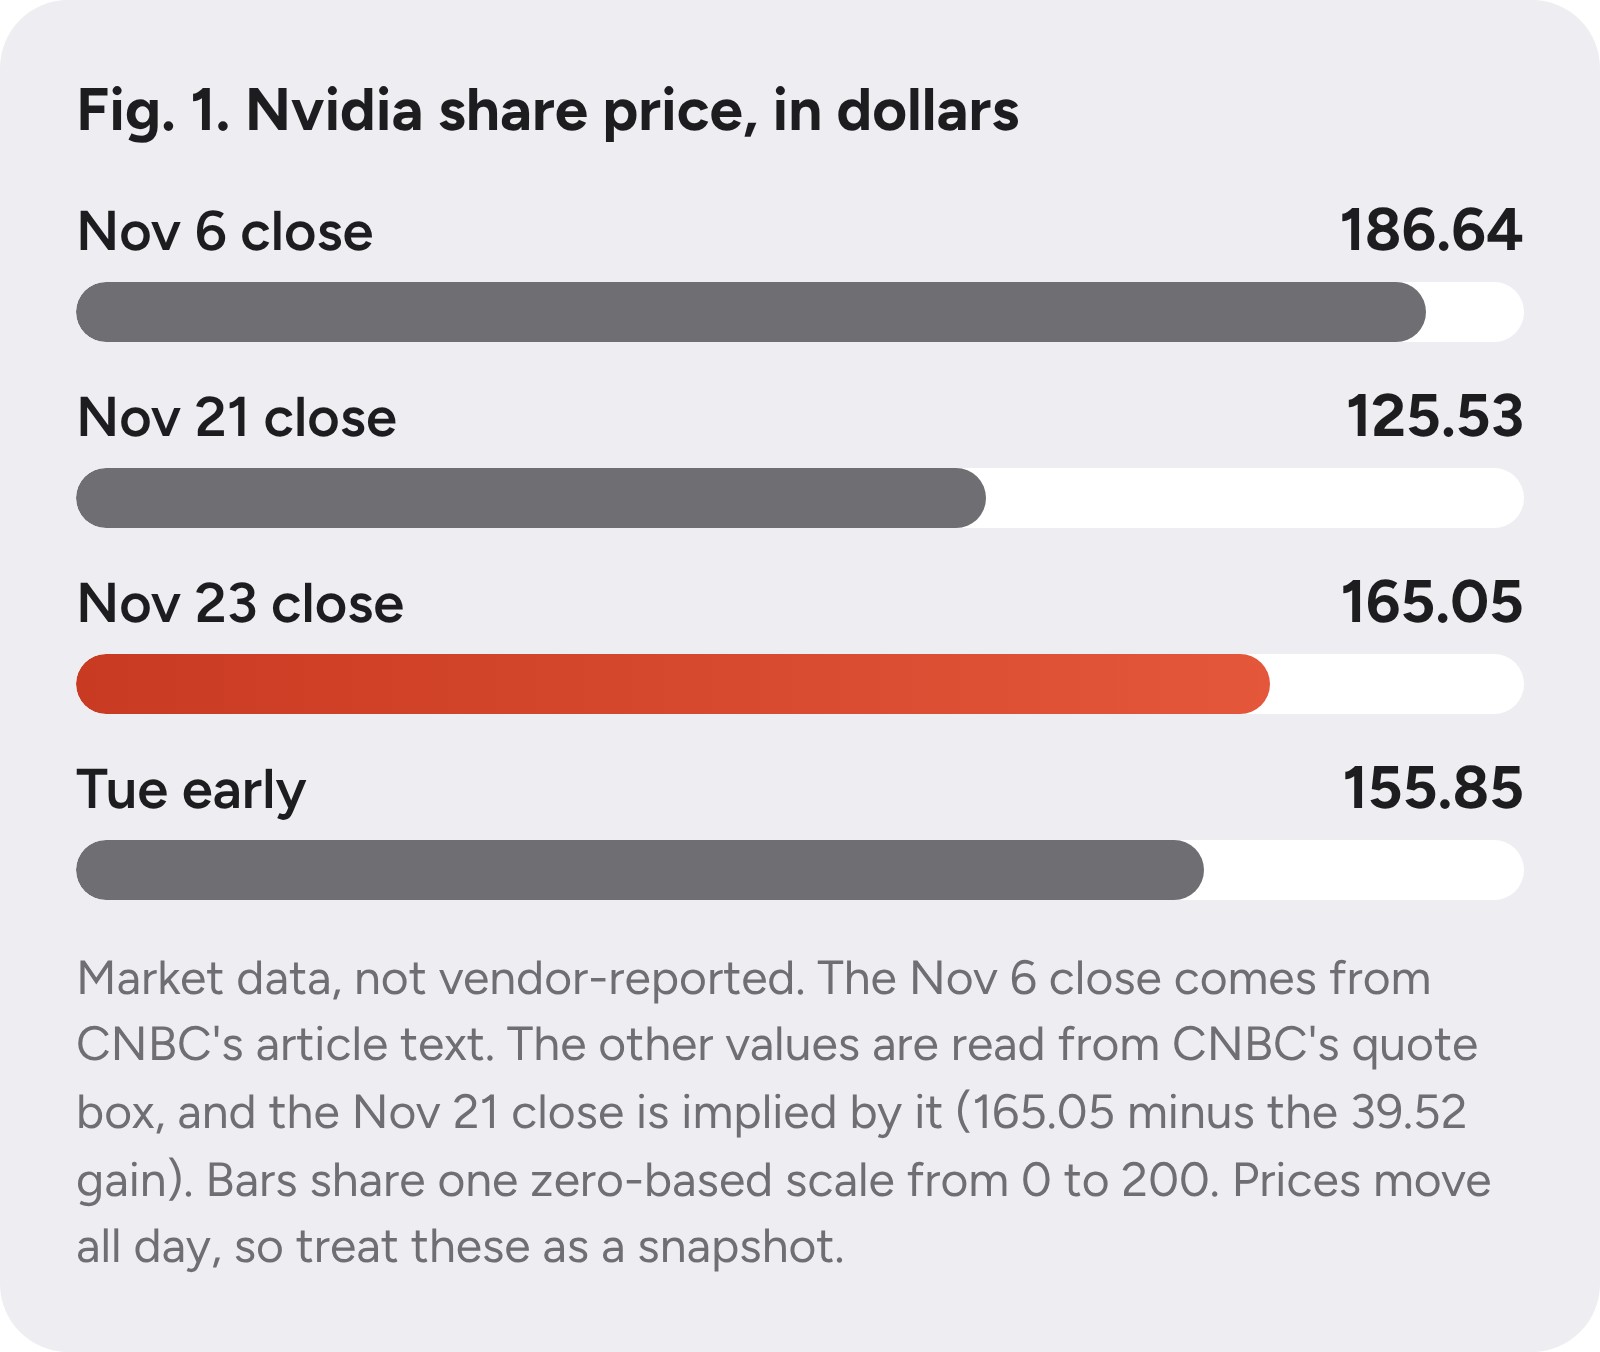 Fig. 1. Nvidia share price, in dollars
Nov 6 close 186.64
Nov 21 close 125.53
Nov 23 close 165.05
Tue early 155.85
Market data, not vendor-reported. The Nov 6 close comes from
CNBC's article text. The other values are read from CNBC's quote
box, and the Nov 21 close is implied by it (165.05 minus the 39.52
gain). Bars share one zero-based scale from 0 to 200. Prices move
all day, so treat these as a snapshot.